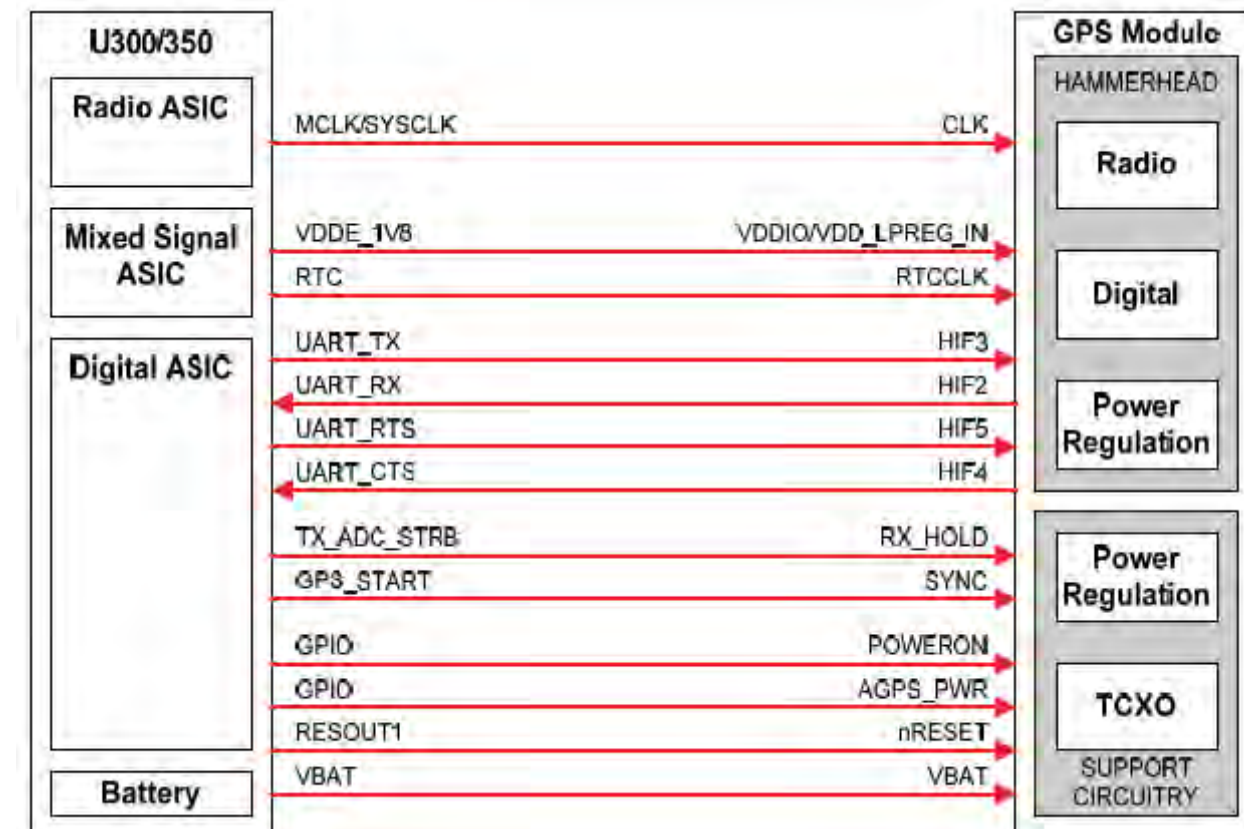 U300/350
GPS Module
HAMMERHEAD
Radio ASIC
MCLK/SYSCLK
CLK
Radio
Mixed Signal
ASIC
VDDE_1V8
VDDIO/VDD_LPREG_IN
RTC
RTCCLK
Digital
Digital ASIC
UART_TX
HIF3
UART_RX
HIF2
UART_RTS
HIF5
UART_CTS
HIF4
Power
Regulation
TX_ADC_STRB
RX_HOLD
GPS_START
SYNC
Power
Regulation
GPIO
POWERON
GPIO
AGPS_PWR
TCXO
RESOUT1
nRESET
Battery
VBAT
VBAT
SUPPORT
CIRCUITRY